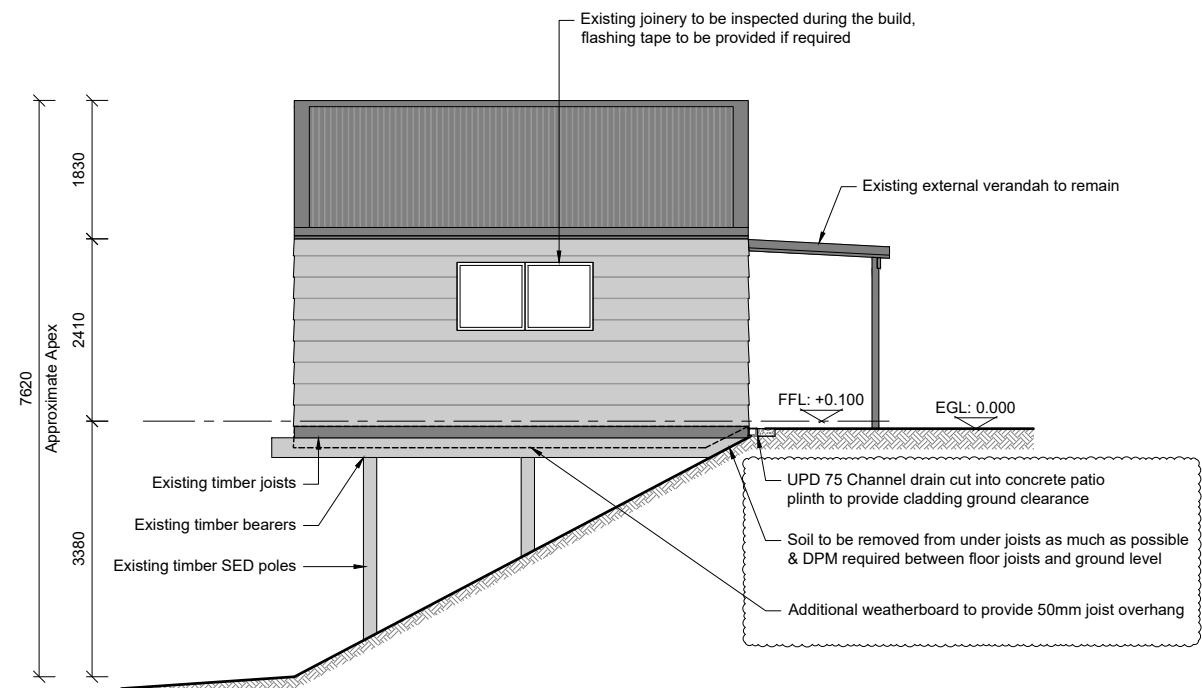 Existing joinery to be inspected during the build,
flashing tape to be provided if required
1830
Existing external verandah to remain
7620
Approximate Apex
2410
FFL: +0.100
EGL: 0.000
Existing timber joists
UPD 75 Channel drain cut into concrete patio
plinth to provide cladding ground clearance
Existing timber bearers
Soil to be removed from under joists as much as possible
& DPM required between floor joists and ground level
3380
Existing timber SED poles
Additional weatherboard to provide 50mm joist overhang